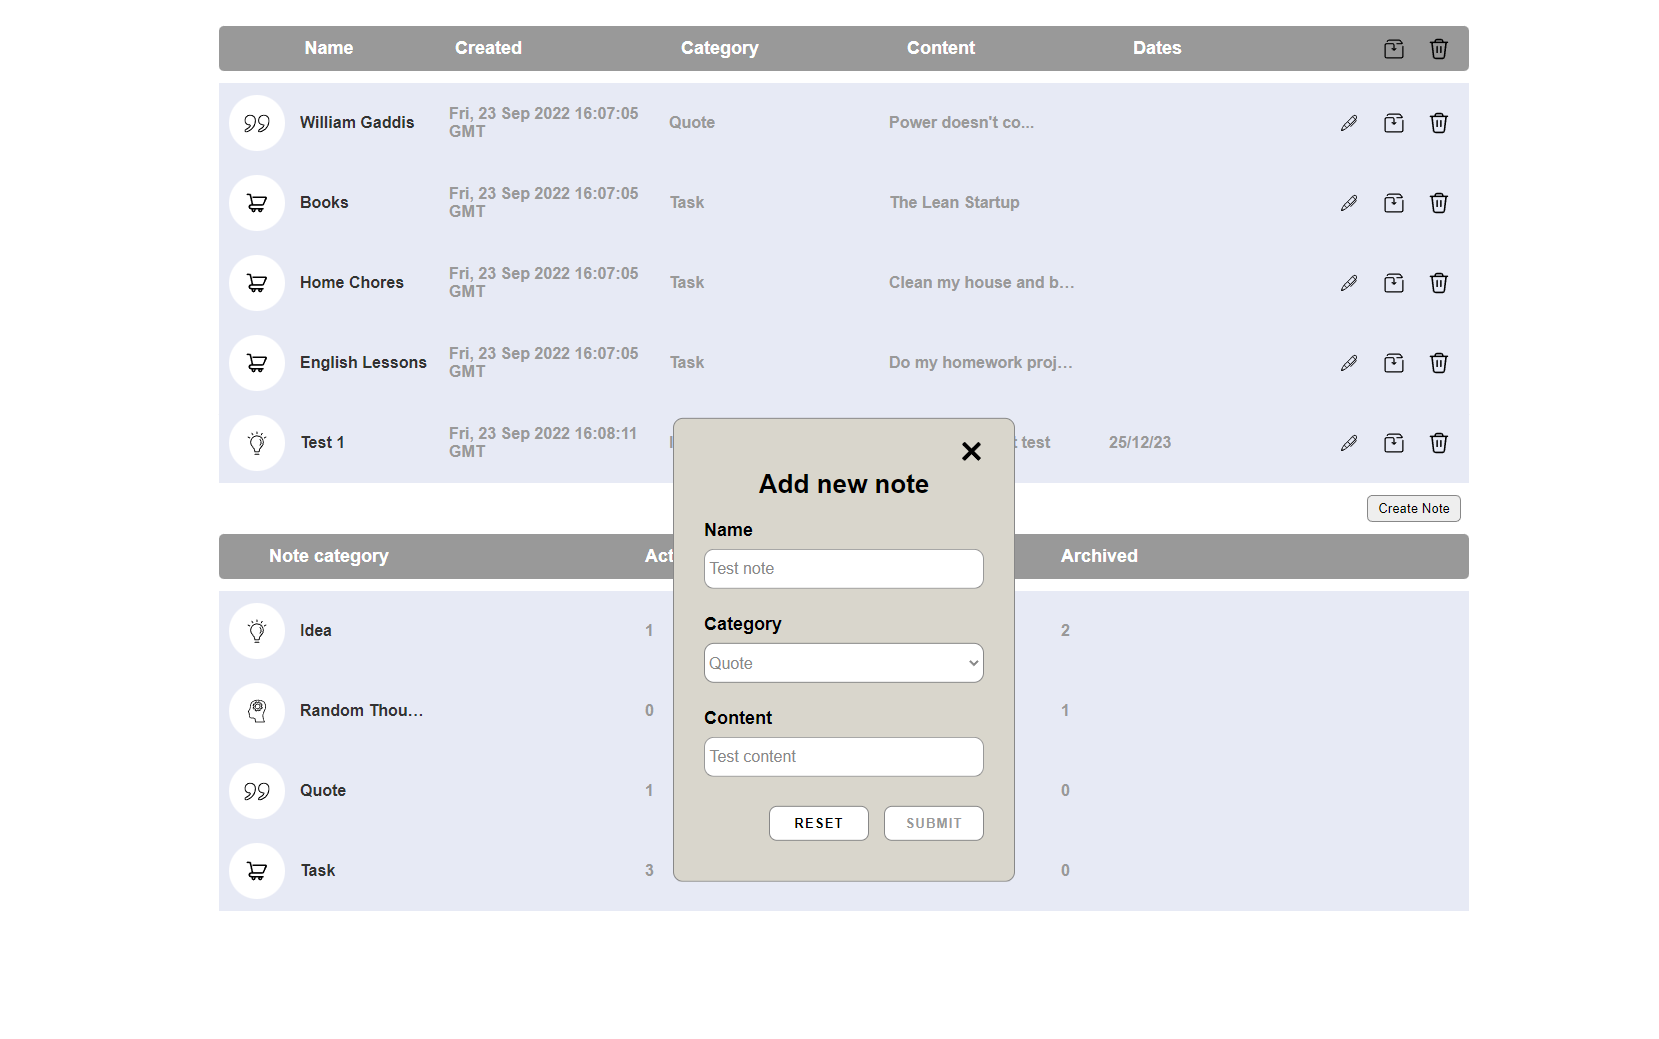 Name Created Category Content Dates
William Gaddis Fri, 23 Sep 2022 16:07:05 GMT Quote Power doesn't co...
Books Fri, 23 Sep 2022 16:07:05 GMT Task The Lean Startup
Home Chores Fri, 23 Sep 2022 16:07:05 GMT Task Clean my house and b...
English Lessons Fri, 23 Sep 2022 16:07:05 GMT Task Do my homework proj...
Test 1 Fri, 23 Sep 2022 16:08:11 GMT test 25/12/23
Create Note
Note category Archived
Idea 1 2
Random Thou... 0 1
Quote 1 0
Task 3 0
Add new note
Name
Test note
Category
Quote
Content
Test content
RESET SUBMIT